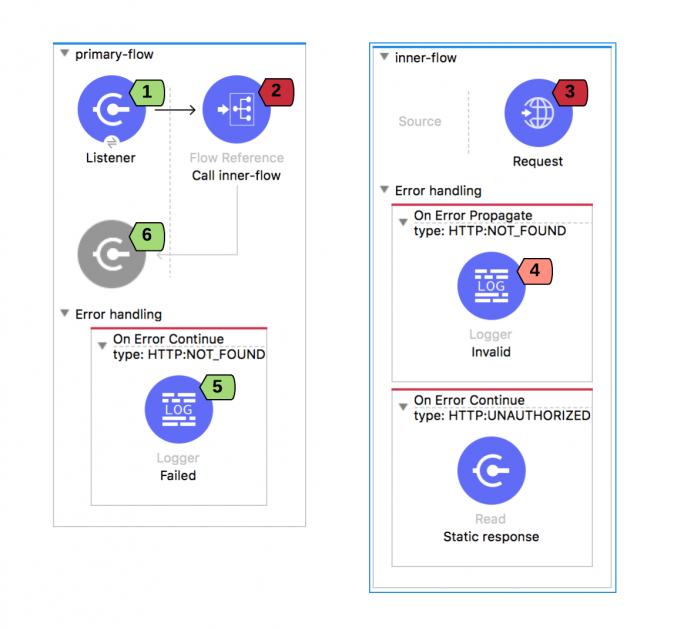 primary-flow
1
2
Listener
Flow Reference
Call inner-flow
6
Error handling
On Error Continue
type: HTTP:NOT_FOUND
5
LOG
Logger
Failed
inner-flow
3
Source
Request
Error handling
On Error Propagate
type: HTTP:NOT_FOUND
4
LOG
Logger
Invalid
On Error Continue
type: HTTP:UNAUTHORIZED
Read
Static response